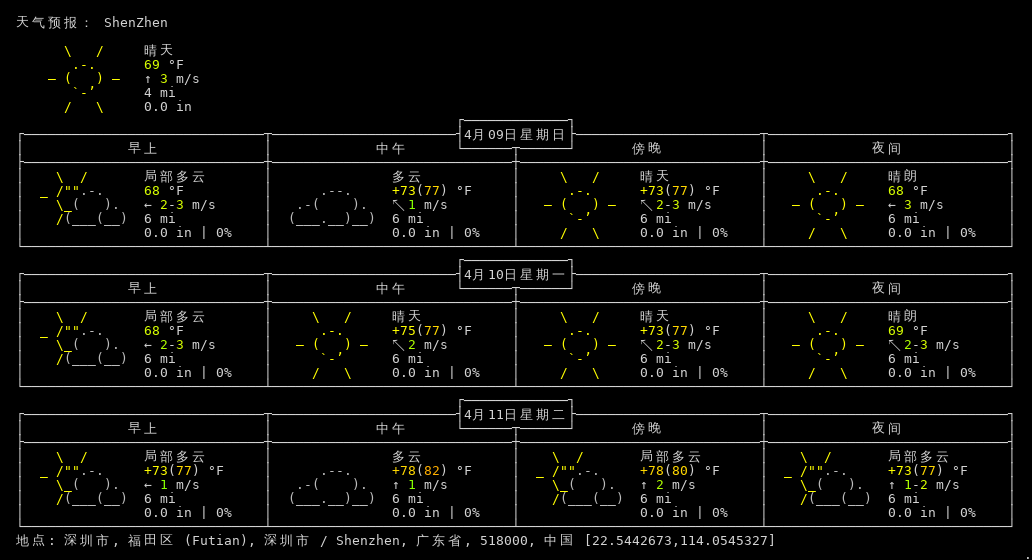 天气预报： ShenZhen
晴天
69 °F
↑ 3 m/s
4 mi
0.0 in
4月09日星期日
早上 中午 傍晚 夜间
局部多云 多云 晴天 晴朗
68 °F +73(77) °F +73(77) °F 68 °F
← 2-3 m/s ↖ 1 m/s ↖ 2-3 m/s ← 3 m/s
6 mi 6 mi 6 mi 6 mi
0.0 in | 0% 0.0 in | 0% 0.0 in | 0% 0.0 in | 0%
4月10日星期一
早上 中午 傍晚 夜间
局部多云 晴天 晴天 晴朗
68 °F +75(77) °F +73(77) °F 69 °F
← 2-3 m/s ↖ 2 m/s ↖ 2-3 m/s ↖ 2-3 m/s
6 mi 6 mi 6 mi 6 mi
0.0 in | 0% 0.0 in | 0% 0.0 in | 0% 0.0 in | 0%
4月11日星期二
早上 中午 傍晚 夜间
局部多云 多云 局部多云 局部多云
+73(77) °F +78(82) °F +78(80) °F +73(77) °F
← 1 m/s ↑ 1 m/s ↑ 2 m/s ↑ 1-2 m/s
6 mi 6 mi 6 mi 6 mi
0.0 in | 0% 0.0 in | 0% 0.0 in | 0% 0.0 in | 0%
地点: 深圳市, 福田区 (Futian), 深圳市 / Shenzhen, 广东省, 518000, 中国 [22.5442673,114.0545327]